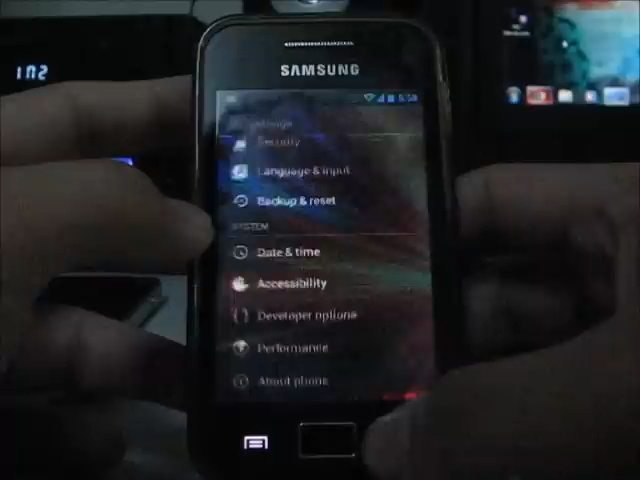 SAMSUNG
Security
Language & input
Backup & reset
SYSTEM
Date & time
Accessibility
Developer options
Performance
About phone